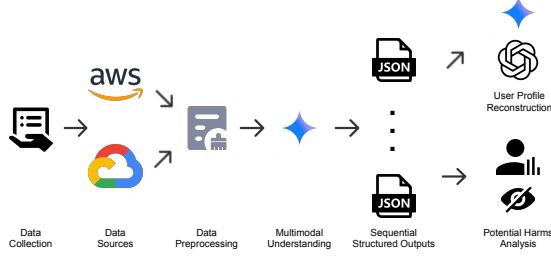 aws
JSON
User Profile
Reconstruction
JSON
Data
Collection
Data
Sources
Data
Preprocessing
Multimodal
Understanding
Sequential
Structured Outputs
Potential Harms
Analysis